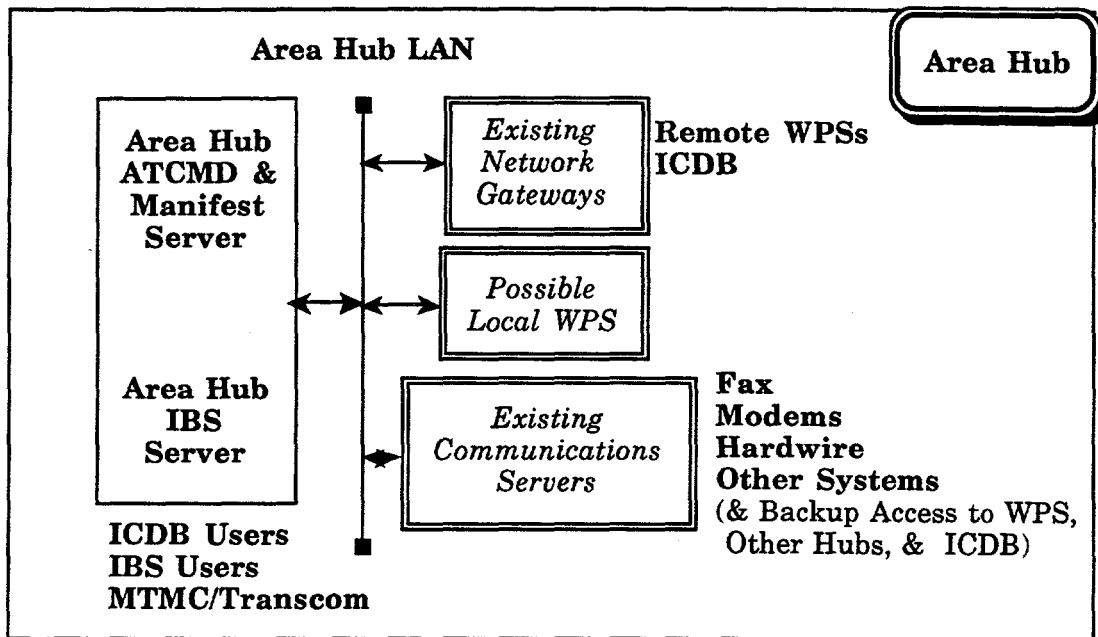 Area Hub LAN
Area Hub
Area Hub
ATCMD &
Manifest
Server
Existing
Network
Gateways
Remote WPSs
ICDB
Possible
Local WPS
Area Hub
IBS
Server
Existing
Communications
Servers
Fax
Modems
Hardwire
Other Systems
(& Backup Access to WPS,
Other Hubs, & ICDB)
ICDB Users
IBS Users
MTMC/Transcom